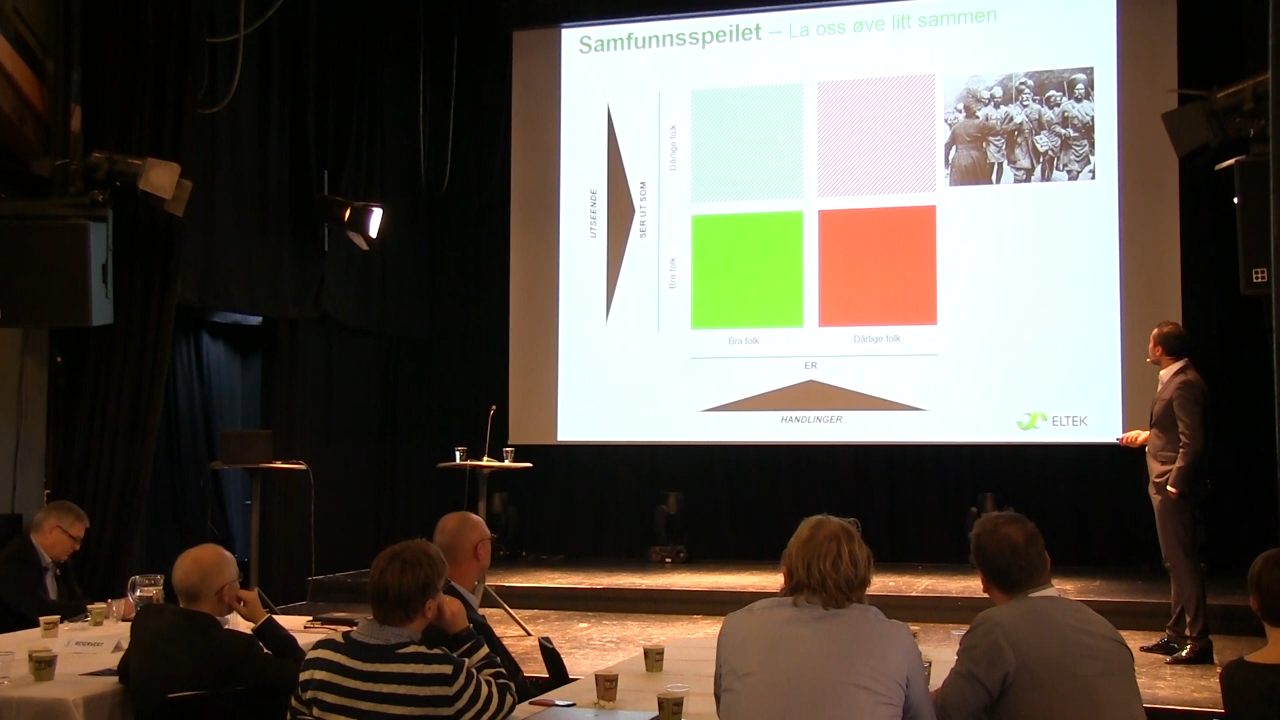 Samfunnsspeilet – La oss øve litt sammen
UTSEENDE
SER UT SOM
Dårlige folk
Bra folk
Bra folk
Dårlige folk
ER
HANDLINGER
ELTEK
RESERVERT